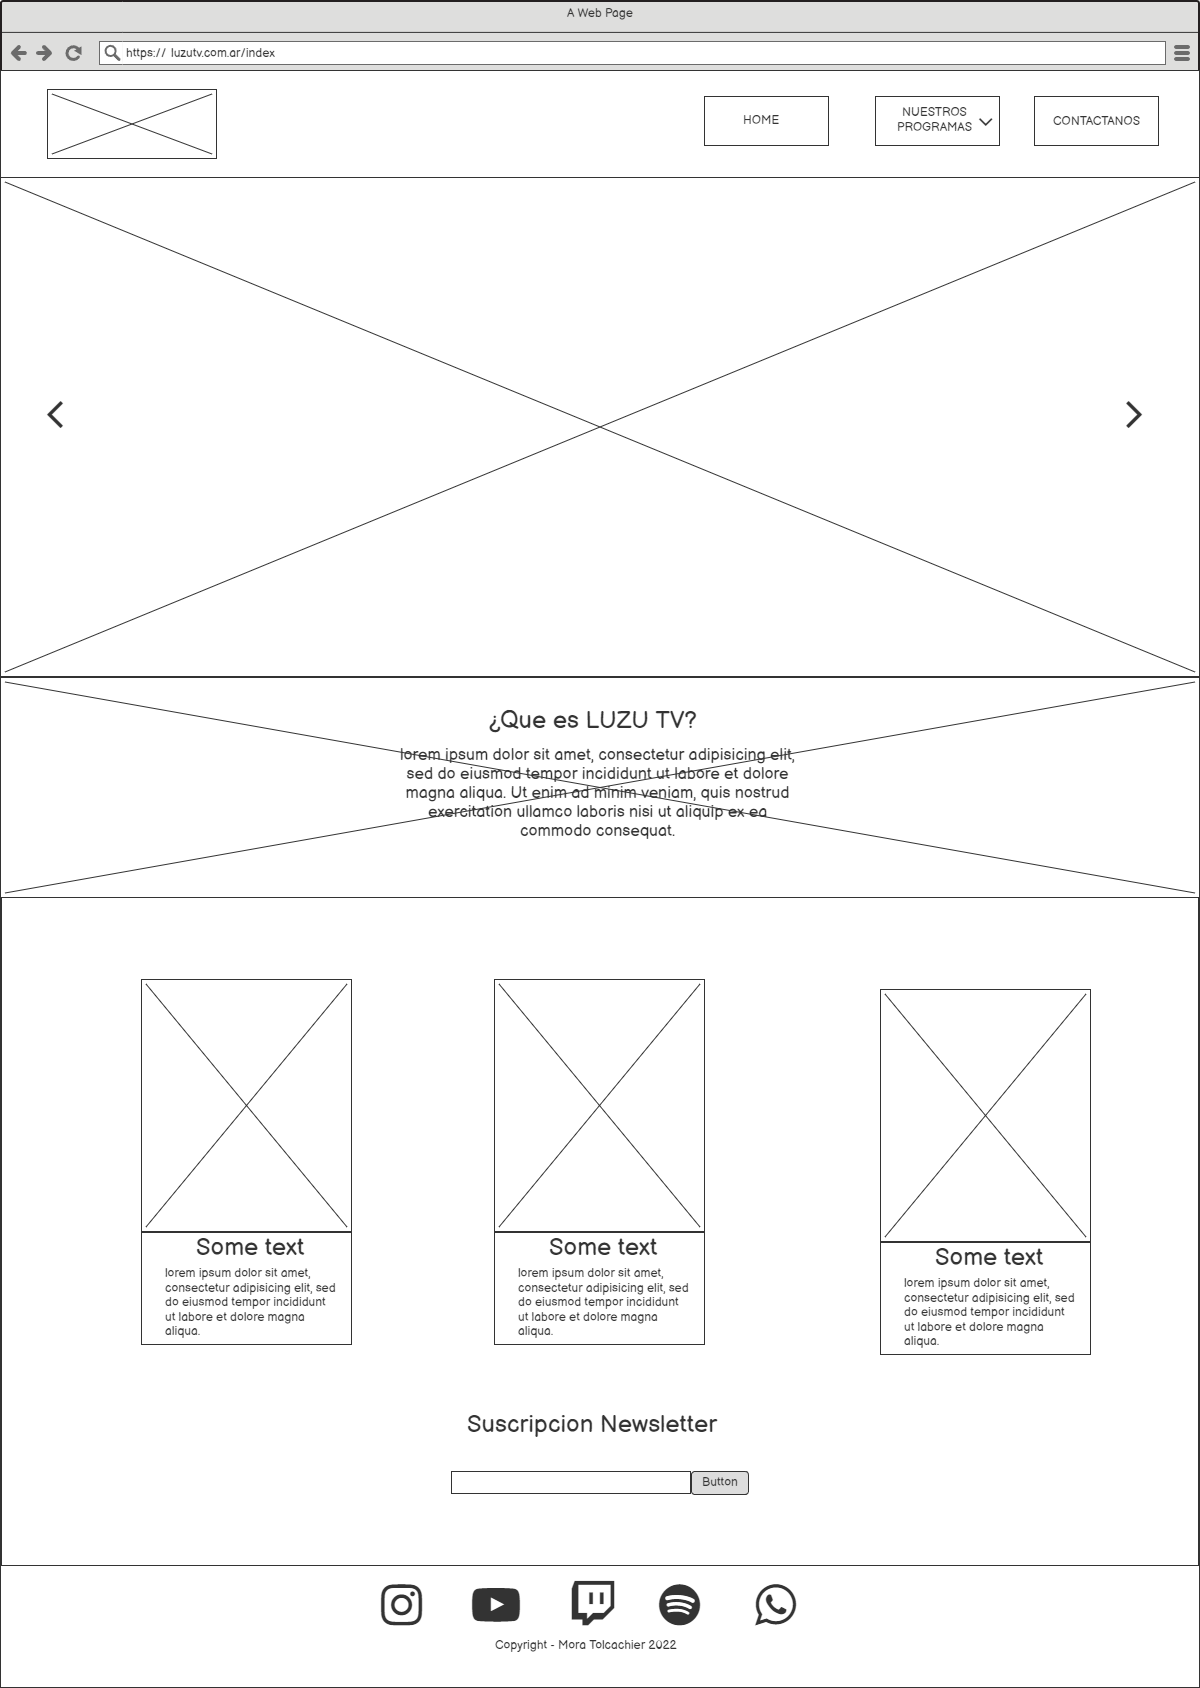 A Web Page
https:// luzutv.com.ar/index
HOME
NUESTROS
PROGRAMAS
CONTACTANOS
¿Que es LUZU TV?
lorem ipsum dolor sit amet, consectetur adipisicing elit,
sed do eiusmod tempor incididunt ut labore et dolore
magna aliqua. Ut enim ad minim veniam, quis nostrud
exercitation ullamco laboris nisi ut aliquip ex ea
commodo consequat.
Some text
lorem ipsum dolor sit amet,
consectetur adipisicing elit, sed
do eiusmod tempor incididunt
ut labore et dolore magna
aliqua.
Some text
lorem ipsum dolor sit amet,
consectetur adipisicing elit, sed
do eiusmod tempor incididunt
ut labore et dolore magna
aliqua.
Some text
lorem ipsum dolor sit amet,
consectetur adipisicing elit, sed
do eiusmod tempor incididunt
ut labore et dolore magna
aliqua.
Suscripcion Newsletter
Button
Copyright - Mora Tolcachier 2022